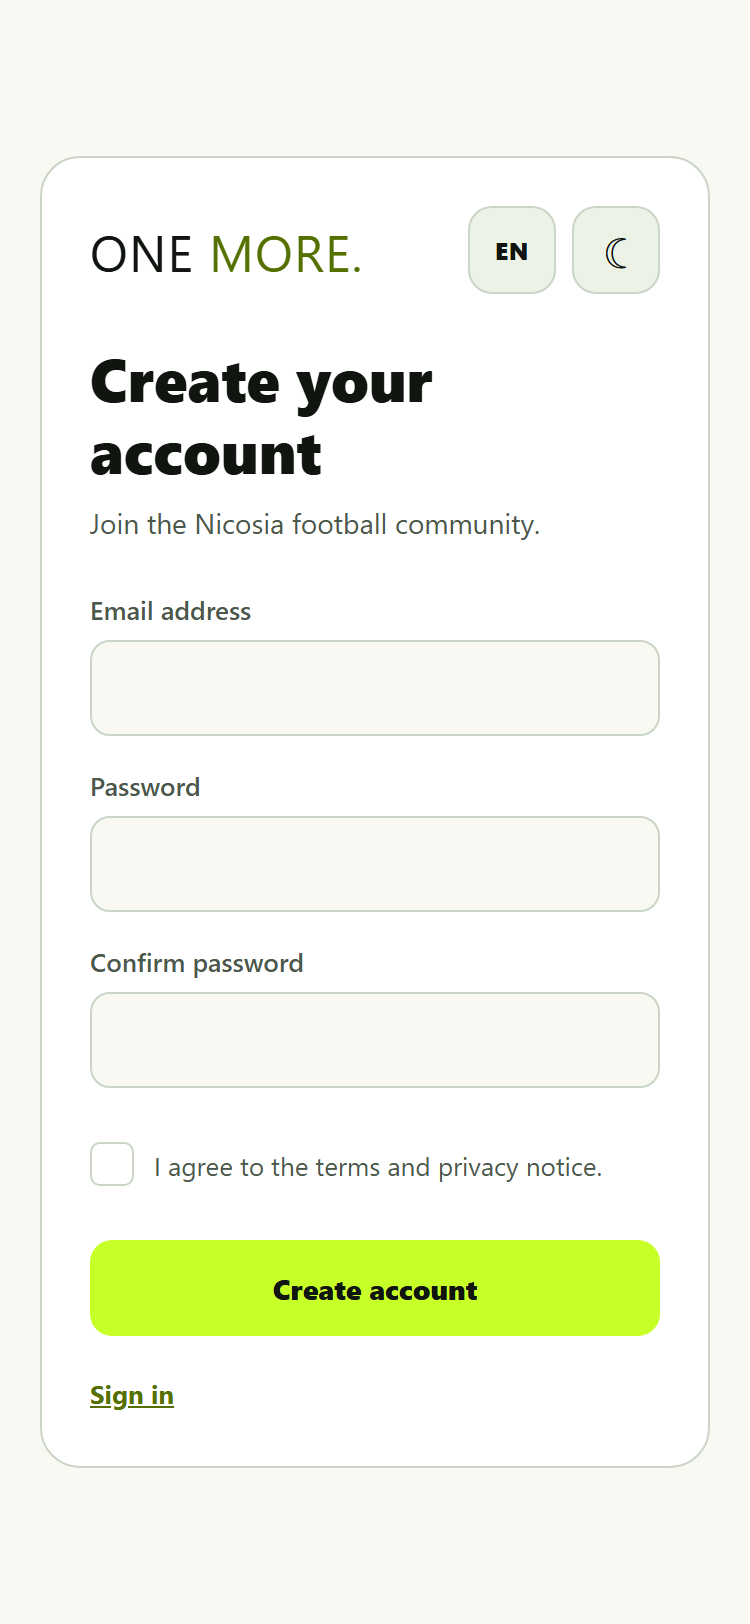 ONE MORE.
EN
Create your
account
Join the Nicosia football community.
Email address
Password
Confirm password
I agree to the terms and privacy notice.
Create account
Sign in